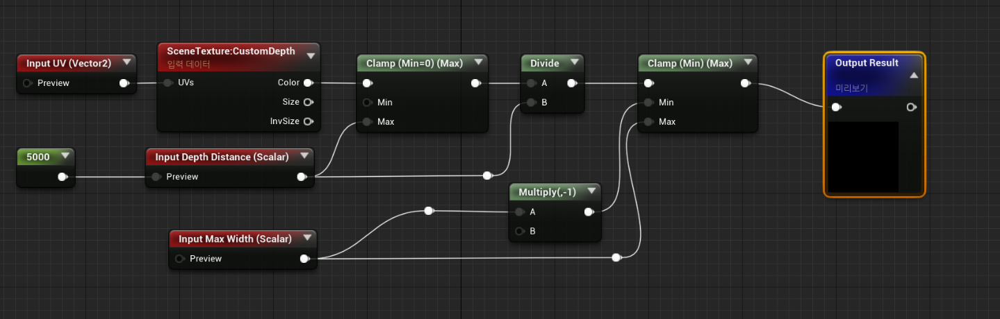 Input UV (Vector2)
Preview
SceneTexture:CustomDepth
입력 데이터
UVs
Color
Size
InvSize
Clamp (Min=0) (Max)
Min
Max
Divide
A
B
Clamp (Min) (Max)
Min
Max
Output Result
미리보기
5000
Input Depth Distance (Scalar)
Preview
Multiply(,-1)
A
B
Input Max Width (Scalar)
Preview